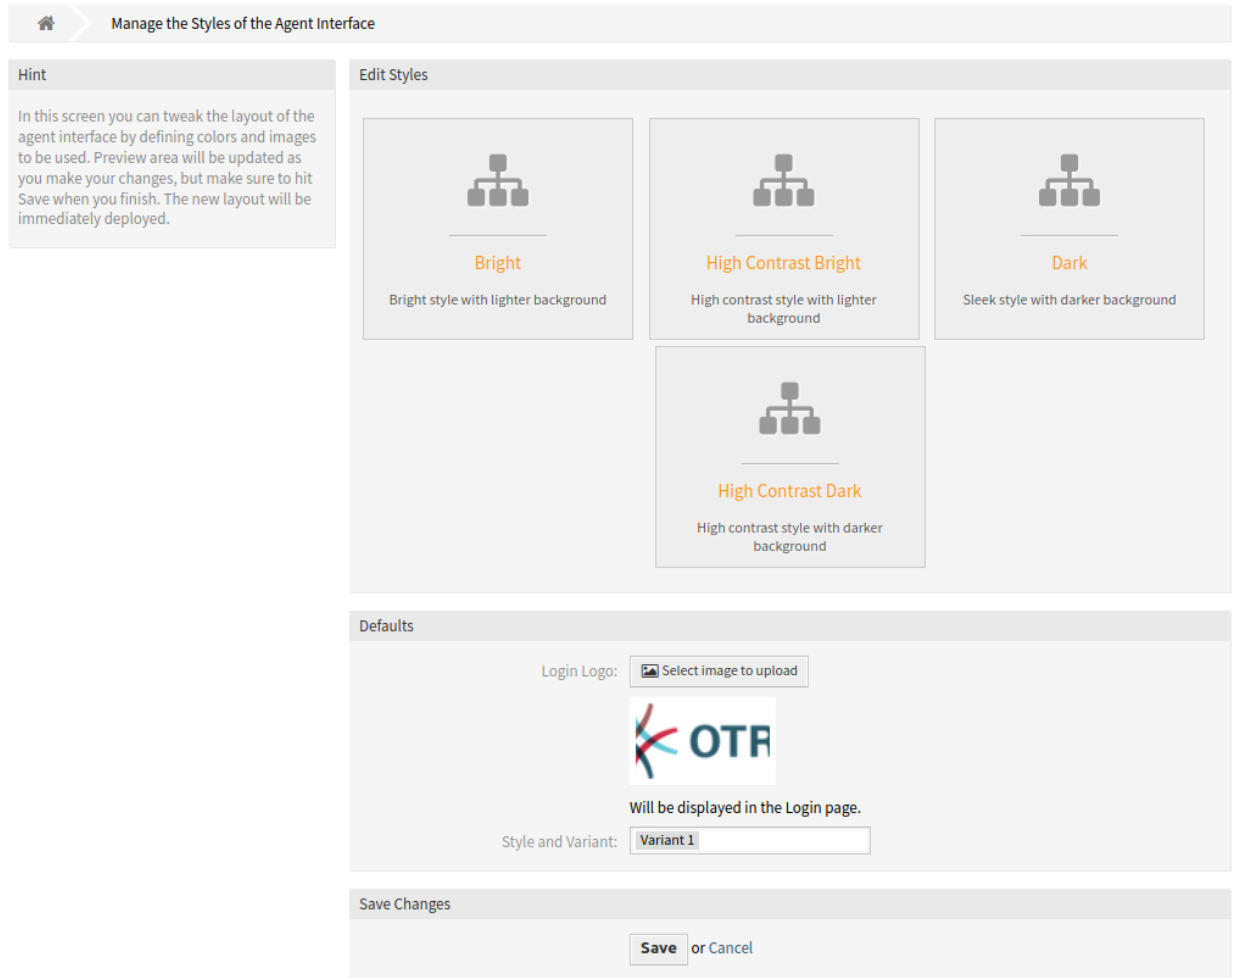 Manage the Styles of the Agent Interface
Hint
In this screen you can tweak the layout of the
agent interface by defining colors and images
to be used. Preview area will be updated as
you make your changes, but make sure to hit
Save when you finish. The new layout will be
immediately deployed.
Edit Styles
Bright
Bright style with lighter background
High Contrast Bright
High contrast style with lighter
background
Dark
Sleek style with darker background
High Contrast Dark
High contrast style with darker
background
Defaults
Login Logo:
Select image to upload
OTR
Will be displayed in the Login page.
Style and Variant:
Variant 1
Save Changes
Save or Cancel